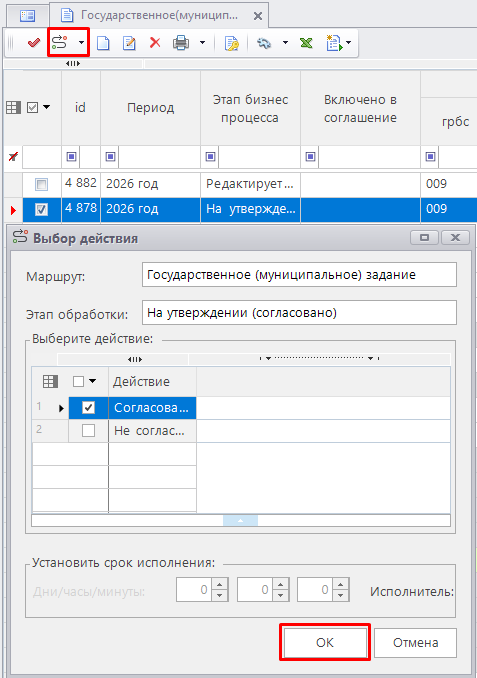 Государственное(муницип...
id
Период
Этап бизнес
процесса
Включено в
соглашение
грбс
4 882 2026 год Редактирует... 009
4 878 2026 год На утвержде... 009
Выбор действия
Маршрут: Государственное (муниципальное) задание
Этап обработки: На утверждении (согласовано)
Выберите действие:
Действие
1 Согласова...
2 Не соглас...
Установить срок исполнения:
Дни/часы/минуты: 0 0 0 Исполнитель:
OK Отмена